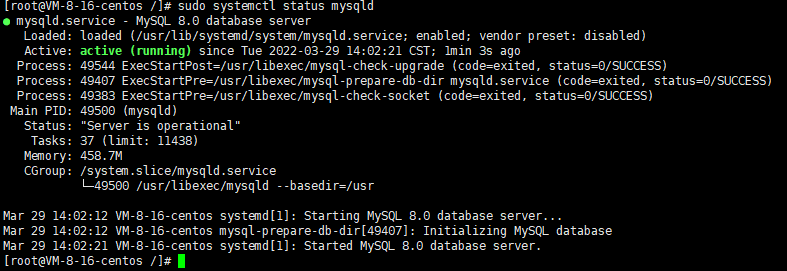 [root@VM-8-16-centos /]# sudo systemctl status mysqld
● mysqld.service - MySQL 8.0 database server
   Loaded: loaded (/usr/lib/systemd/system/mysqld.service; enabled; vendor preset: disabled)
   Active: active (running) since Tue 2022-03-29 14:02:21 CST; 1min 3s ago
  Process: 49544 ExecStartPost=/usr/libexec/mysql-check-upgrade (code=exited, status=0/SUCCESS)
  Process: 49407 ExecStartPre=/usr/libexec/mysql-prepare-db-dir mysqld.service (code=exited, status=0/SUCCESS)
  Process: 49383 ExecStartPre=/usr/libexec/mysql-check-socket (code=exited, status=0/SUCCESS)
 Main PID: 49500 (mysqld)
   Status: "Server is operational"
    Tasks: 37 (limit: 11438)
   Memory: 458.7M
   CGroup: /system.slice/mysqld.service
           └─49500 /usr/libexec/mysqld --basedir=/usr

Mar 29 14:02:12 VM-8-16-centos systemd[1]: Starting MySQL 8.0 database server...
Mar 29 14:02:12 VM-8-16-centos mysql-prepare-db-dir[49407]: Initializing MySQL database
Mar 29 14:02:21 VM-8-16-centos systemd[1]: Started MySQL 8.0 database server.
[root@VM-8-16-centos /]#